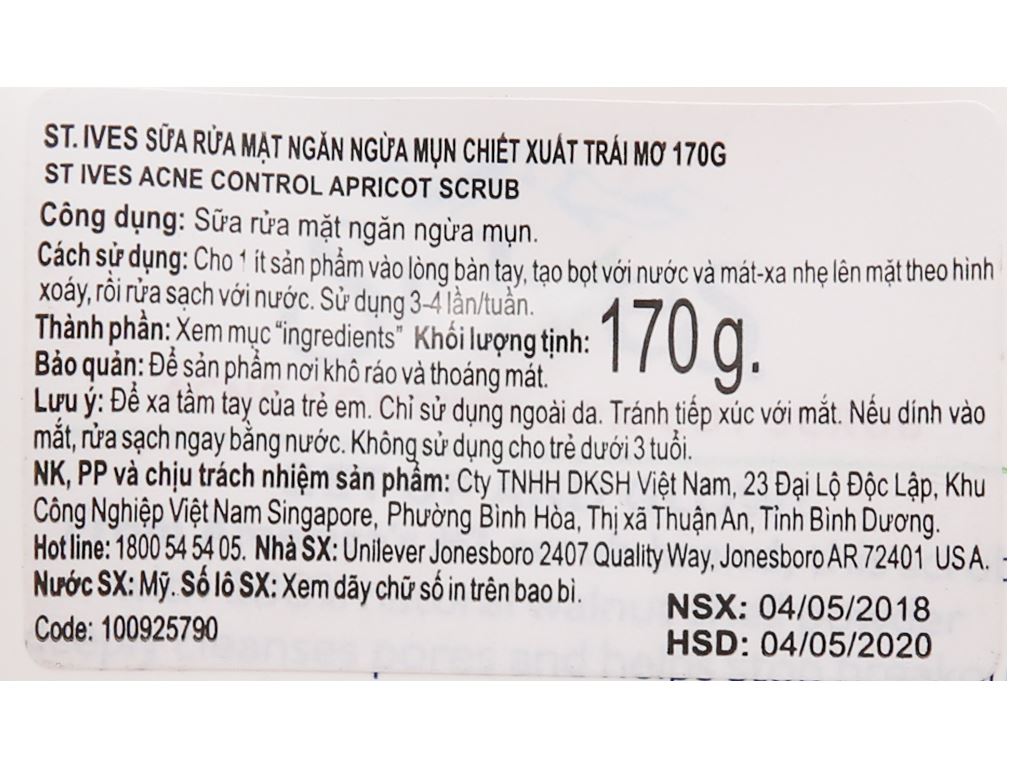 ST. IVES SỮA RỬA MẶT NGĂN NGỪA MỤN CHIẾT XUẤT TRÁI MƠ 170G
ST IVES ACNE CONTROL APRICOT SCRUB
Công dụng: Sữa rửa mặt ngăn ngừa mụn.
Cách sử dụng: Cho 1 ít sản phẩm vào lòng bàn tay, tạo bọt với nước và mát-xa nhẹ lên mặt theo hình
xoáy, rồi rửa sạch với nước. Sử dụng 3-4 lần/tuần.
Thành phần: Xem mục "ingredients" Khối lượng tịnh: 170 g.
Bảo quản: Để sản phẩm nơi khô ráo và thoáng mát.
Lưu ý: Để xa tầm tay của trẻ em. Chỉ sử dụng ngoài da. Tránh tiếp xúc với mắt. Nếu dính vào
mắt, rửa sạch ngay bằng nước. Không sử dụng cho trẻ dưới 3 tuổi.
NK, PP và chịu trách nhiệm sản phẩm: Cty TNHH DKSH Việt Nam, 23 Đại Lộ Độc Lập, Khu
Công Nghiệp Việt Nam Singapore, Phường Bình Hòa, Thị xã Thuận An, Tỉnh Bình Dương.
Hot line: 1800 54 54 05. Nhà SX: Unilever Jonesboro 2407 Quality Way, Jonesboro AR 72401 USA.
Nước SX: Mỹ. Số lô SX: Xem dãy chữ số in trên bao bì.
NSX: 04/05/2018
Code: 100925790
HSD: 04/05/2020